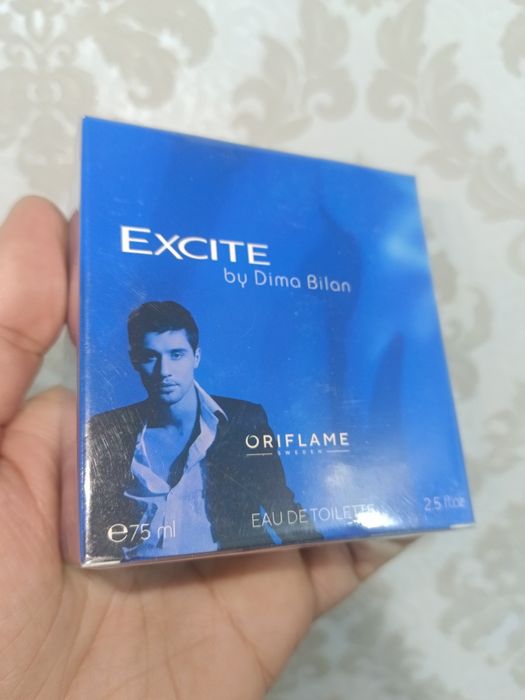 EXCITE
by Dima Bilan
ORIFLAME
SWEDEN
EAU DE TOILETTE
℮75 ml
2.5 fl.oz.